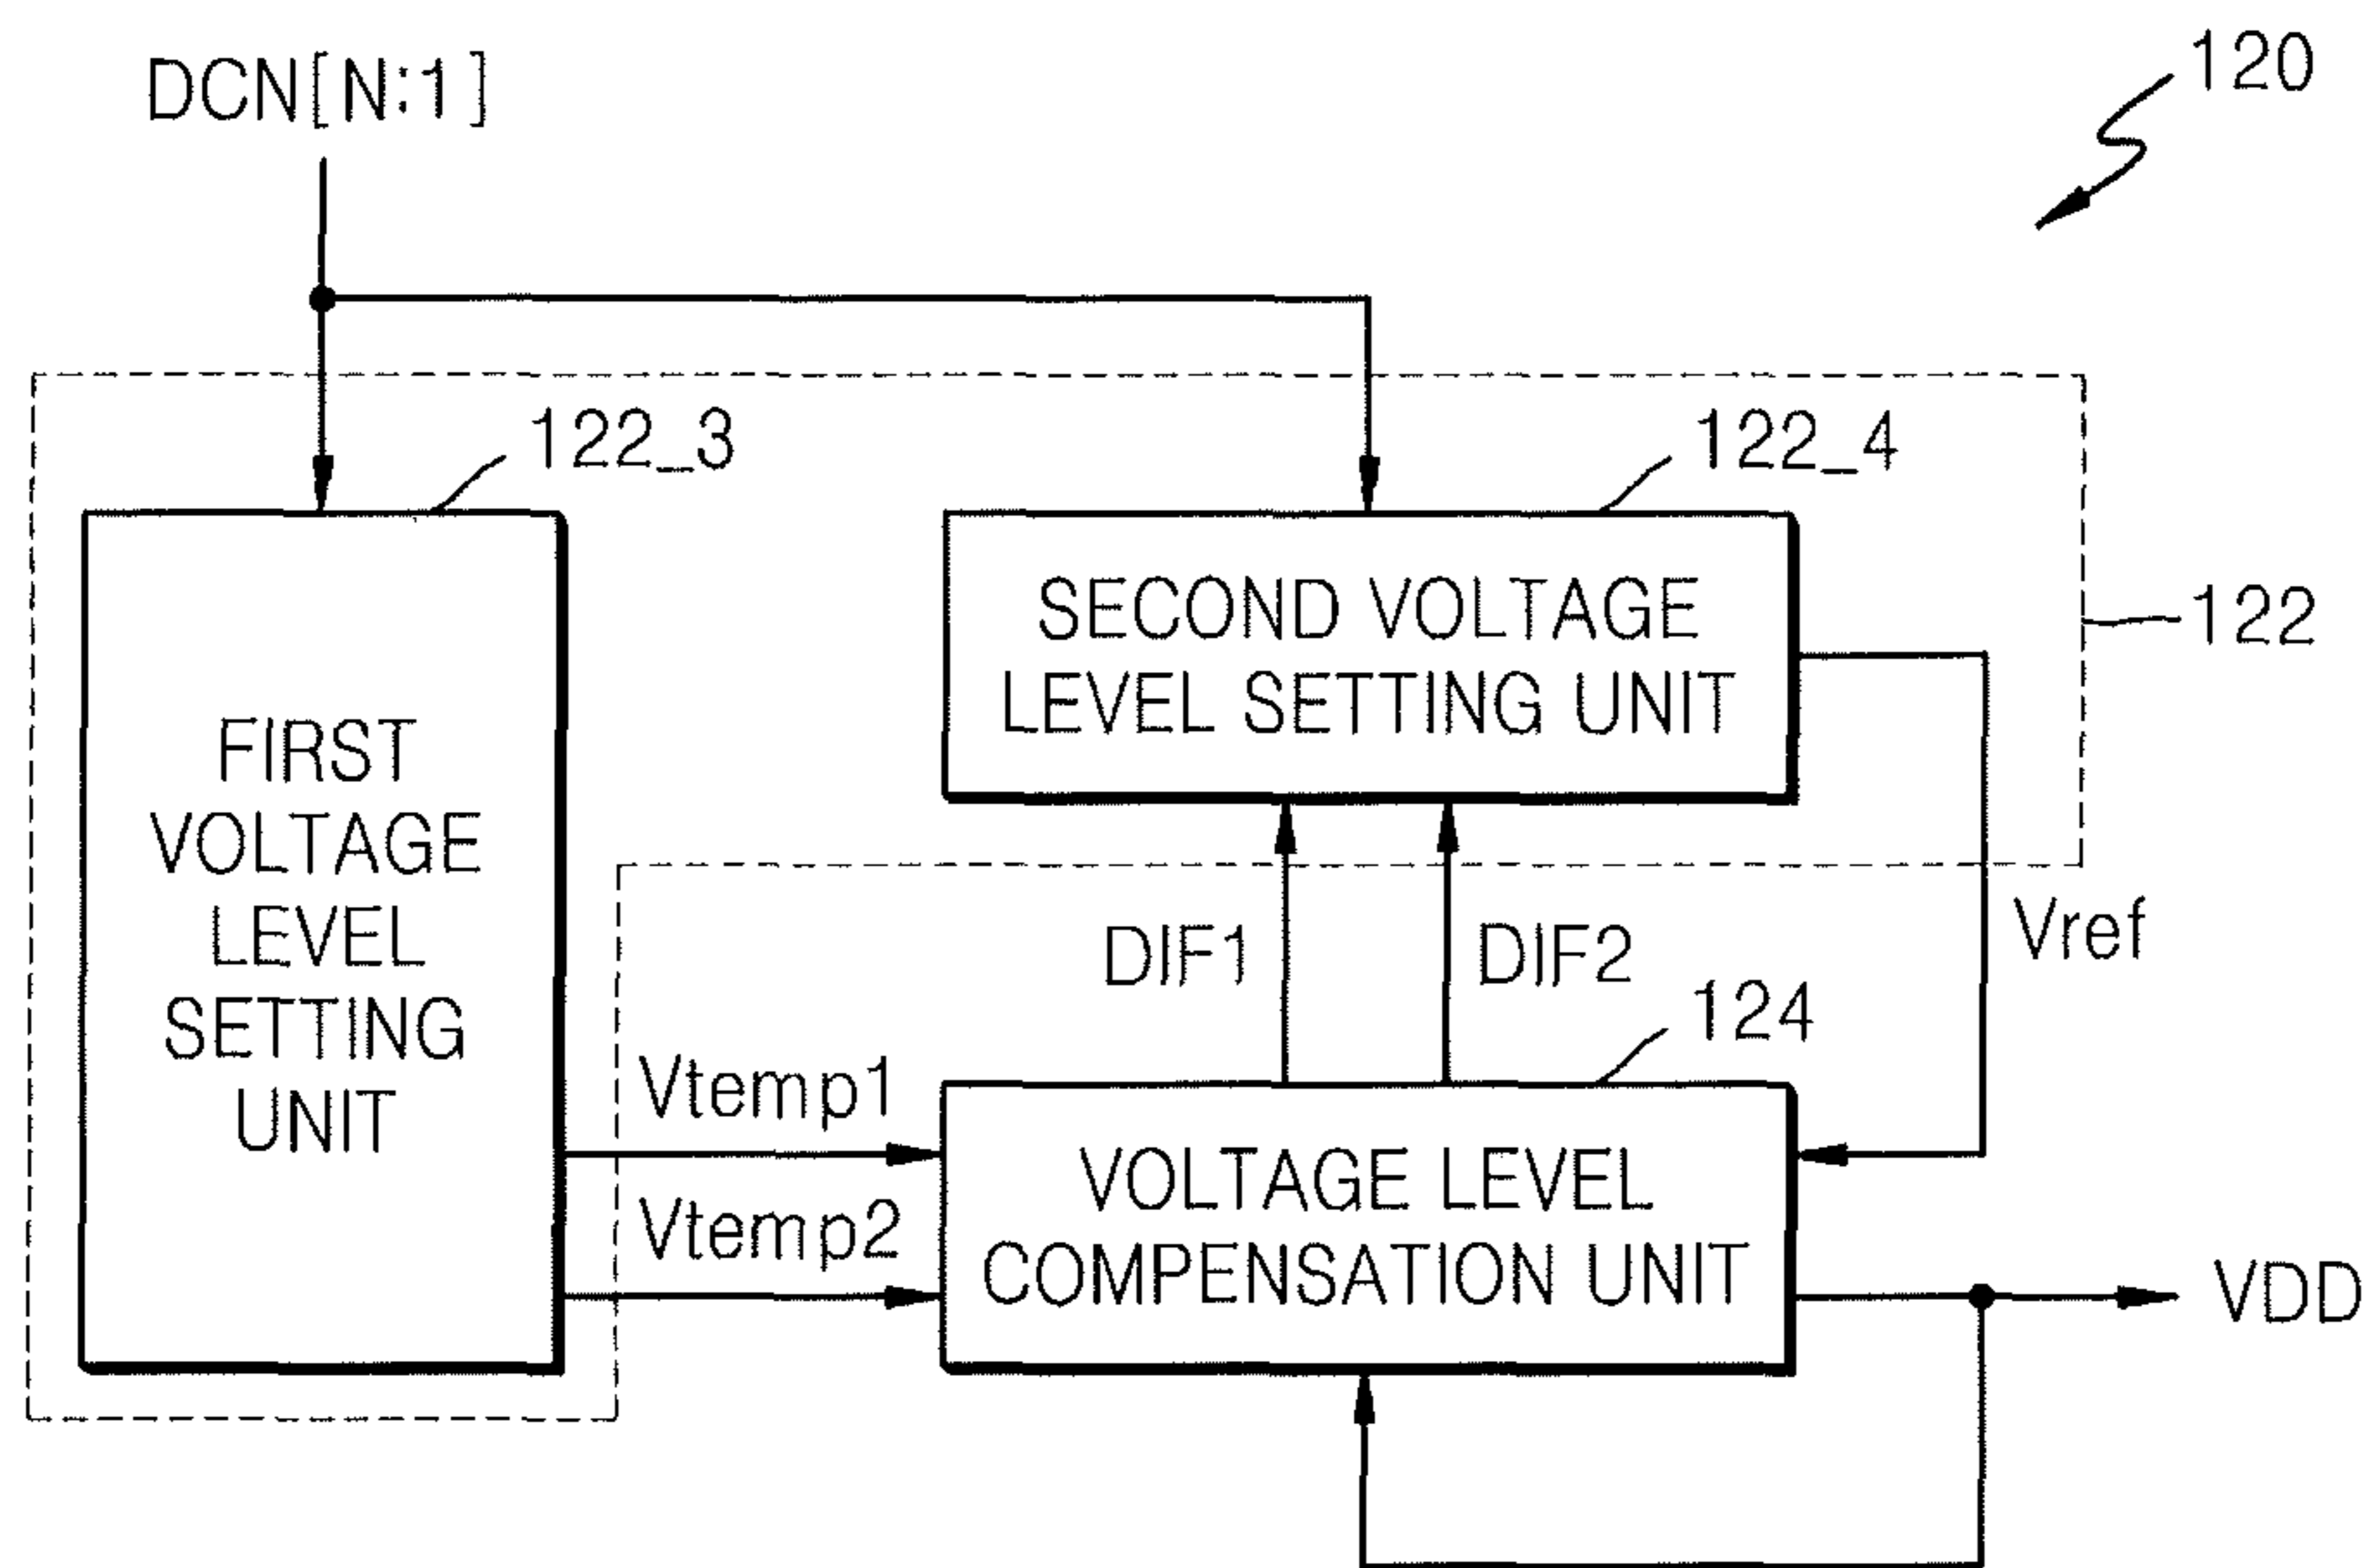 DCN[N:1]
120
122_3
122_4
SECOND VOLTAGE
LEVEL SETTING UNIT
122
FIRST
VOLTAGE
LEVEL
SETTING
UNIT
DIF1
DIF2
Vref
124
Vtemp1
Vtemp2
VOLTAGE LEVEL
COMPENSATION UNIT
VDD